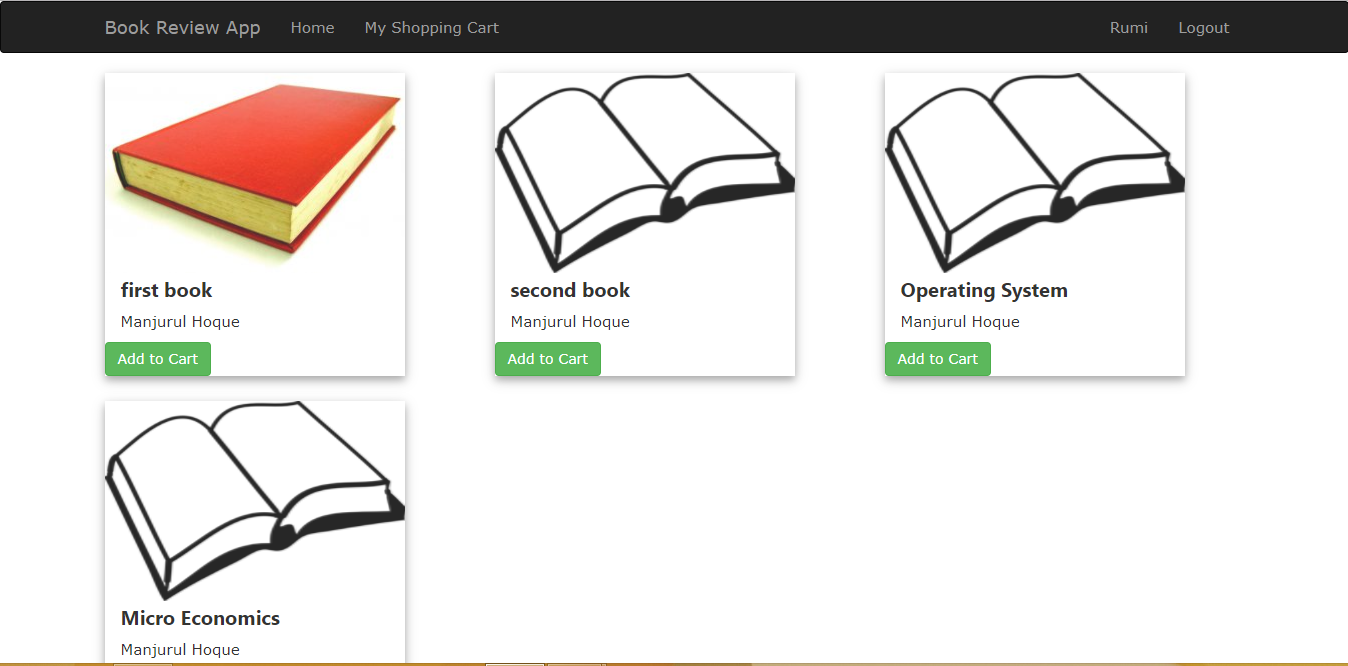 Book Review App Home My Shopping Cart Rumi Logout
first book
Manjurul Hoque
Add to Cart
second book
Manjurul Hoque
Add to Cart
Operating System
Manjurul Hoque
Add to Cart
Micro Economics
Manjurul Hoque